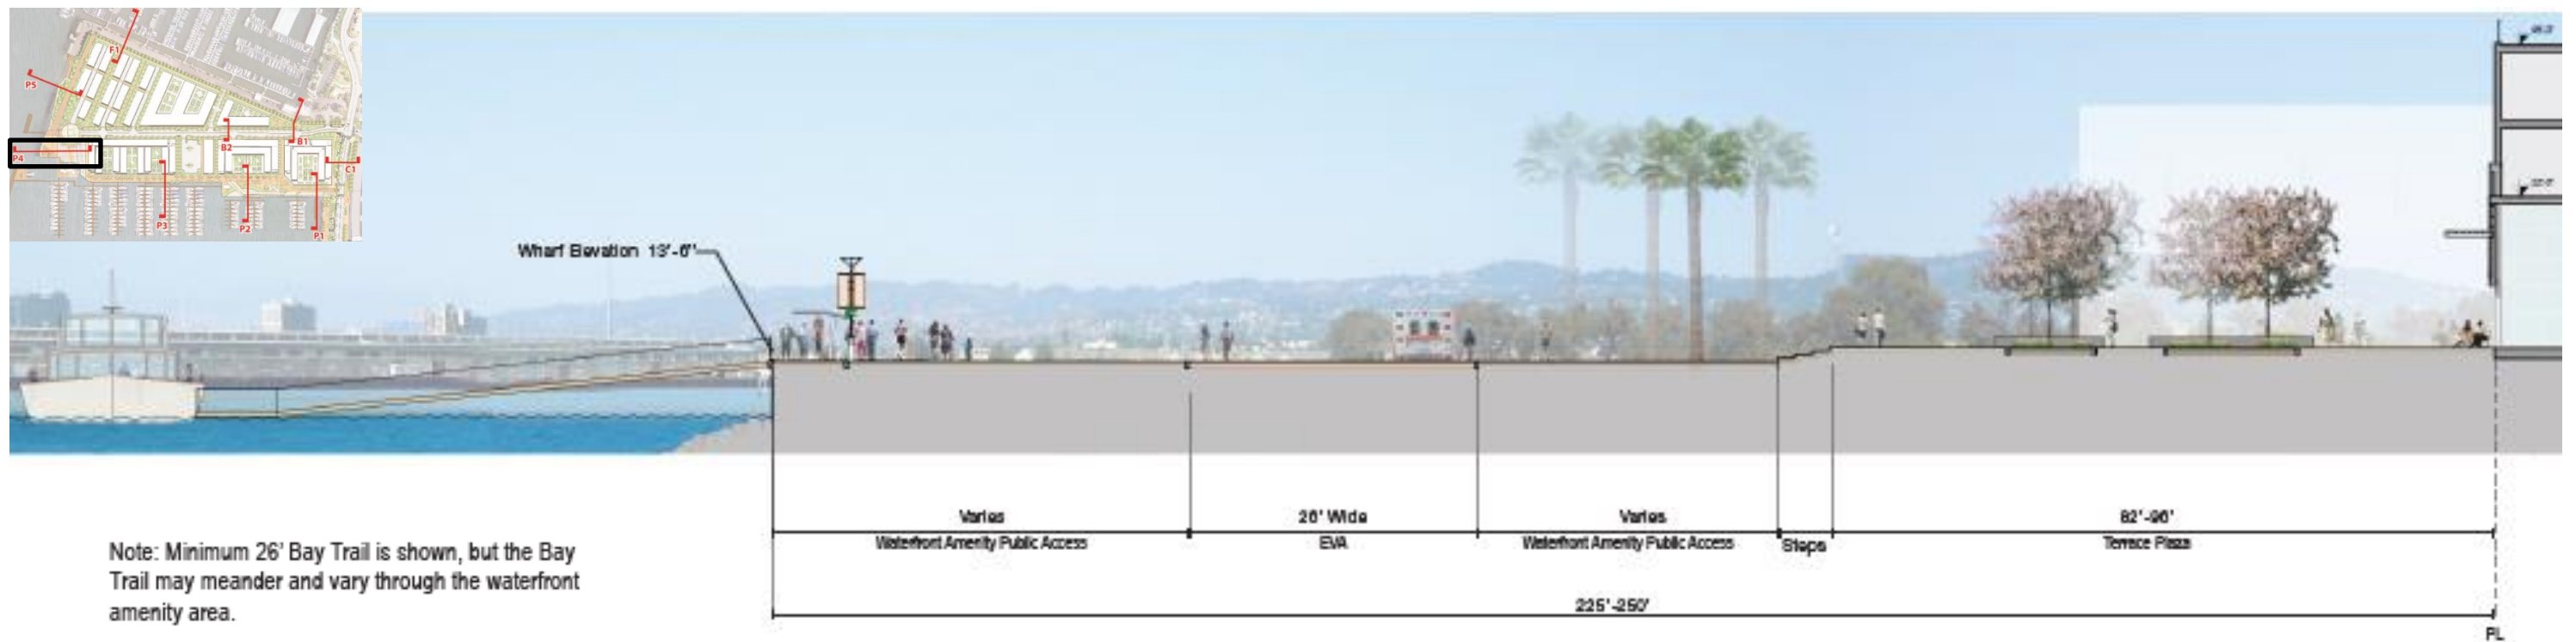 F1
P5
P4
B2
B1
C1
P3
P2
P1
Wharf Elevation 13'-6"
Varies
26' Wide
Varies
82'-96'
Waterfront Amenity Public Access
EVA
Waterfront Amenity Public Access
Steps
Terrace Plaza
Note: Minimum 26' Bay Trail is shown, but the Bay
Trail may meander and vary through the waterfront
amenity area.
225'-250'
PL